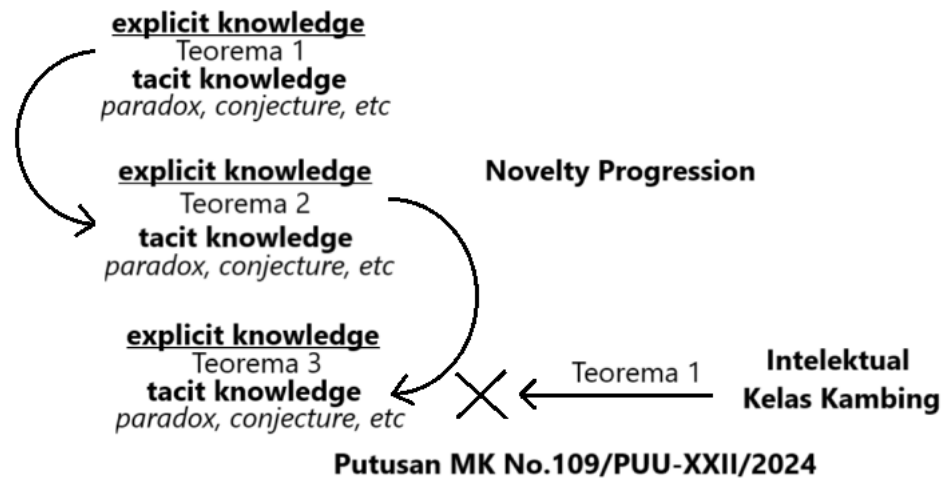 explicit knowledge
Teorema 1
tacit knowledge
paradox, conjecture, etc
explicit knowledge
Teorema 2
tacit knowledge
paradox, conjecture, etc
Novelty Progression
explicit knowledge
Teorema 3
tacit knowledge
paradox, conjecture, etc
Teorema 1
Intelektual
Kelas Kambing
Putusan MK No.109/PUU-XXII/2024